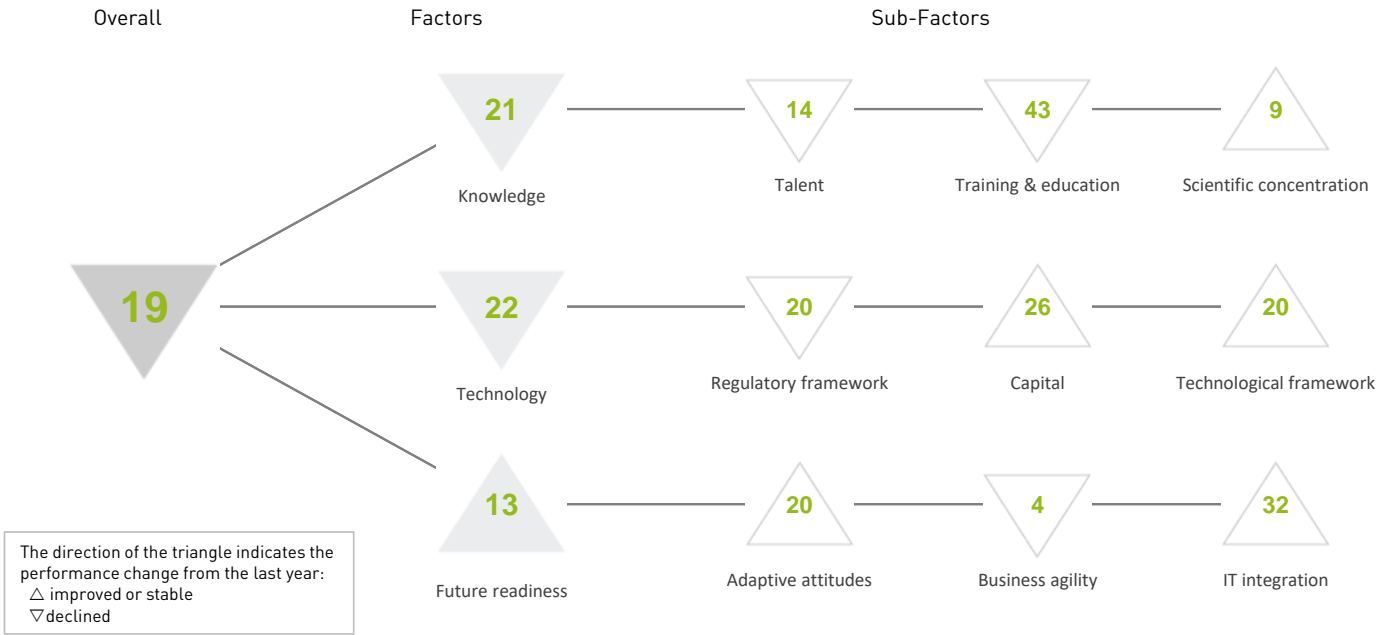 Overall
Factors
Sub-Factors
21
14
43
9
Knowledge
Talent
Training & education
Scientific concentration
19
22
20
26
20
Technology
Regulatory framework
Capital
Technological framework
13
20
4
32
Future readiness
Adaptive attitudes
Business agility
IT integration
The direction of the triangle indicates the
performance change from the last year:
△ improved or stable
▽ declined